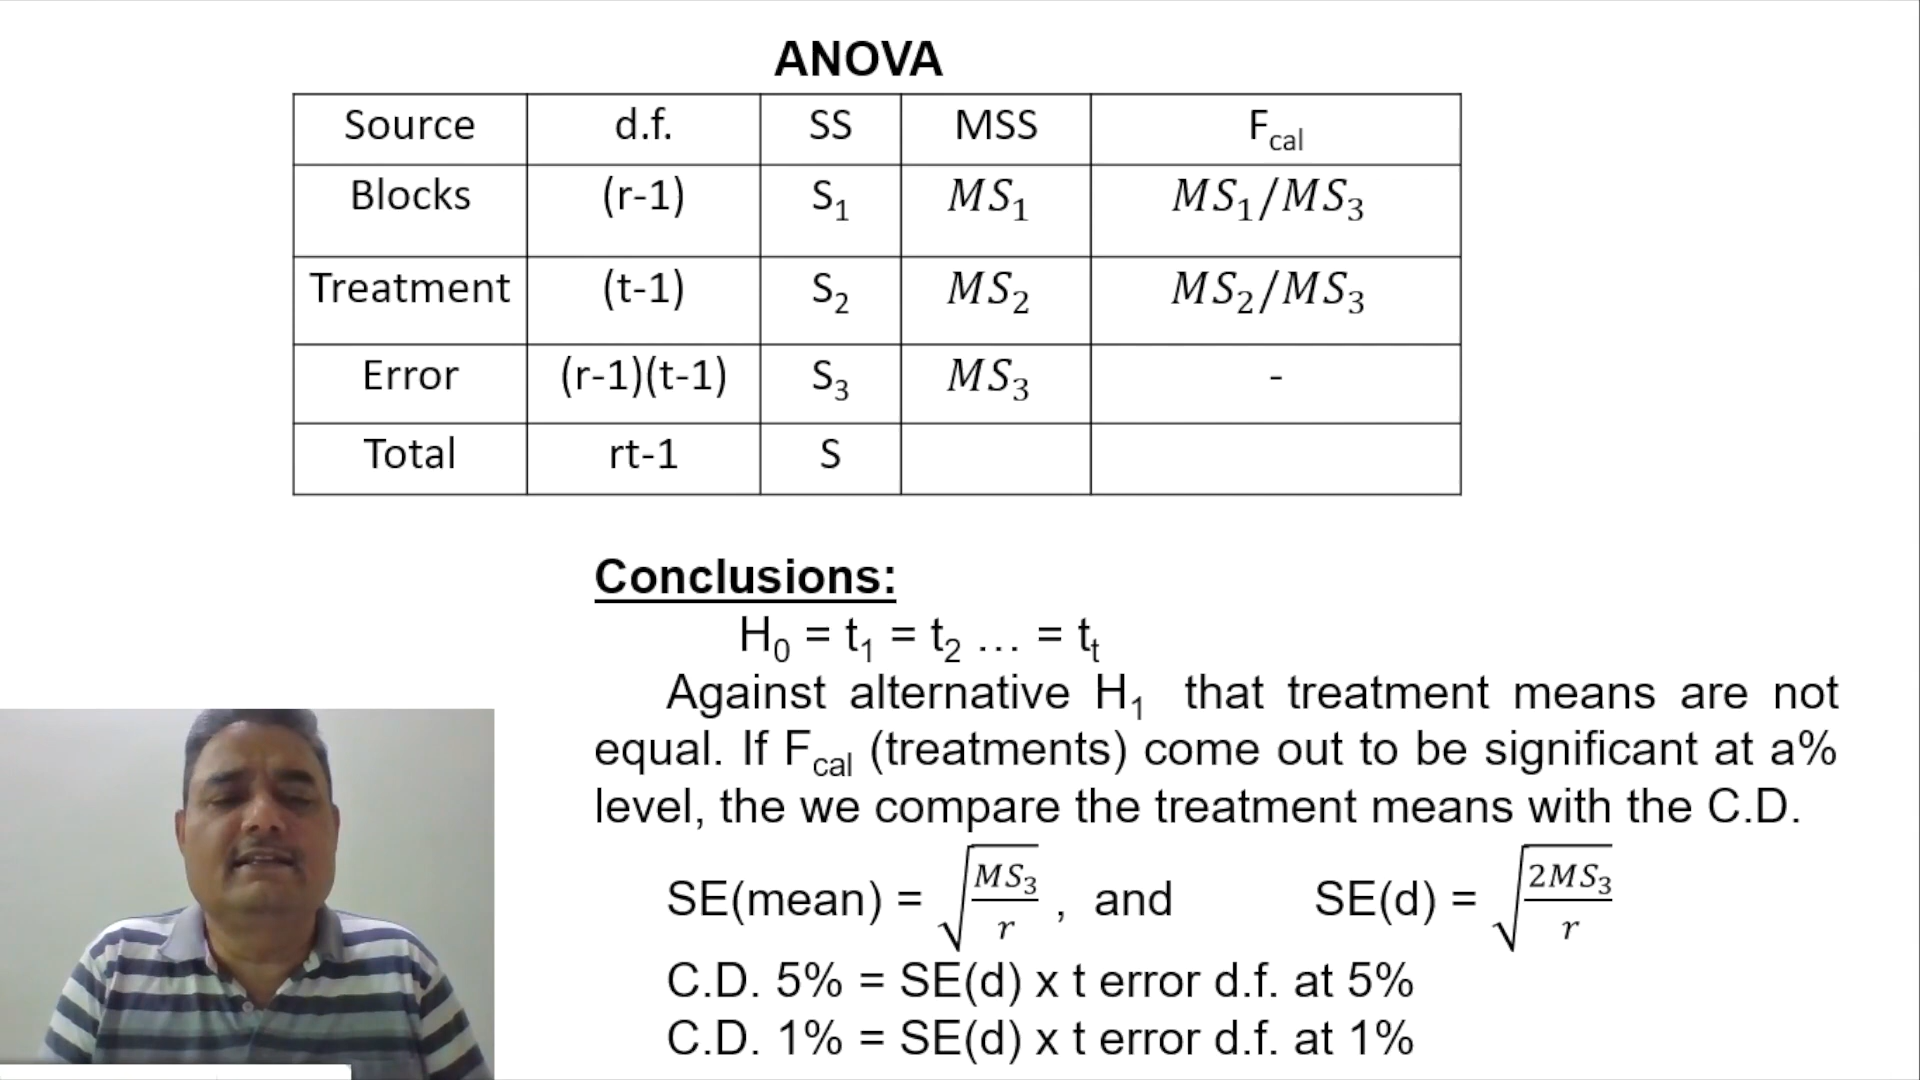 ANOVA
Source d.f. SS MSS F_cal
Blocks (r-1) S₁ MS₁ MS₁/MS₃
Treatment (t-1) S₂ MS₂ MS₂/MS₃
Error (r-1)(t-1) S₃ MS₃ -
Total rt-1 S
Conclusions:
H₀ = t₁ = t₂ … = tₜ
Against alternative H₁ that treatment means are not
equal. If F_cal (treatments) come out to be significant at a%
level, the we compare the treatment means with the C.D.
SE(mean) = √(MS₃/r) , and SE(d) = √(2MS₃/r)
C.D. 5% = SE(d) x t error d.f. at 5%
C.D. 1% = SE(d) x t error d.f. at 1%